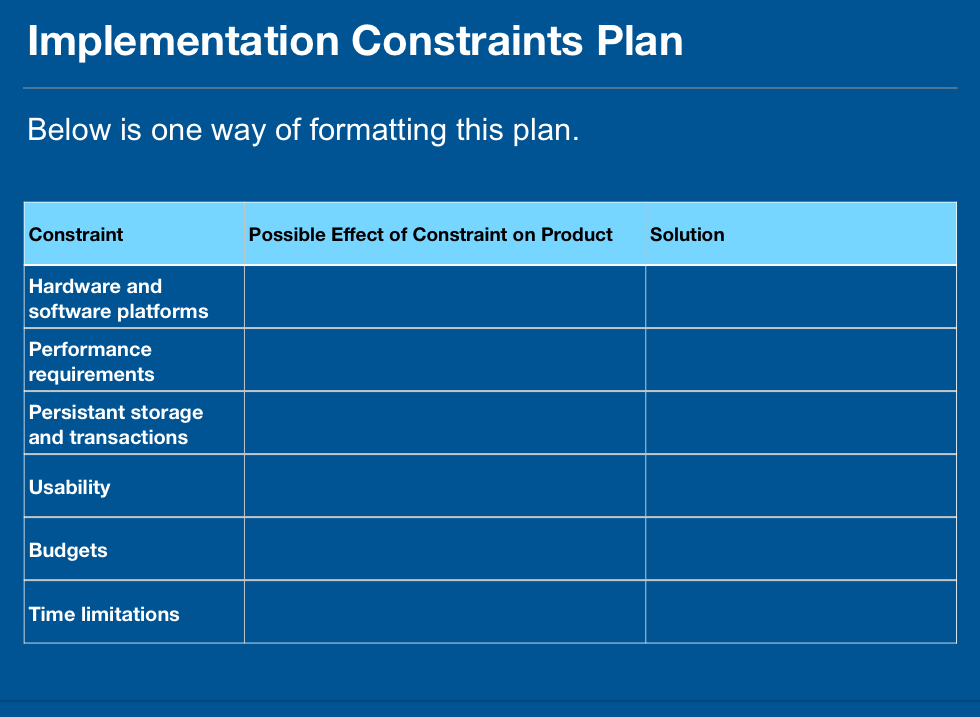 Implementation Constraints Plan
Below is one way of formatting this plan.
Constraint Possible Effect of Constraint on Product Solution
Hardware and
software platforms
Performance
requirements
Persistant storage
and transactions
Usability
Budgets
Time limitations